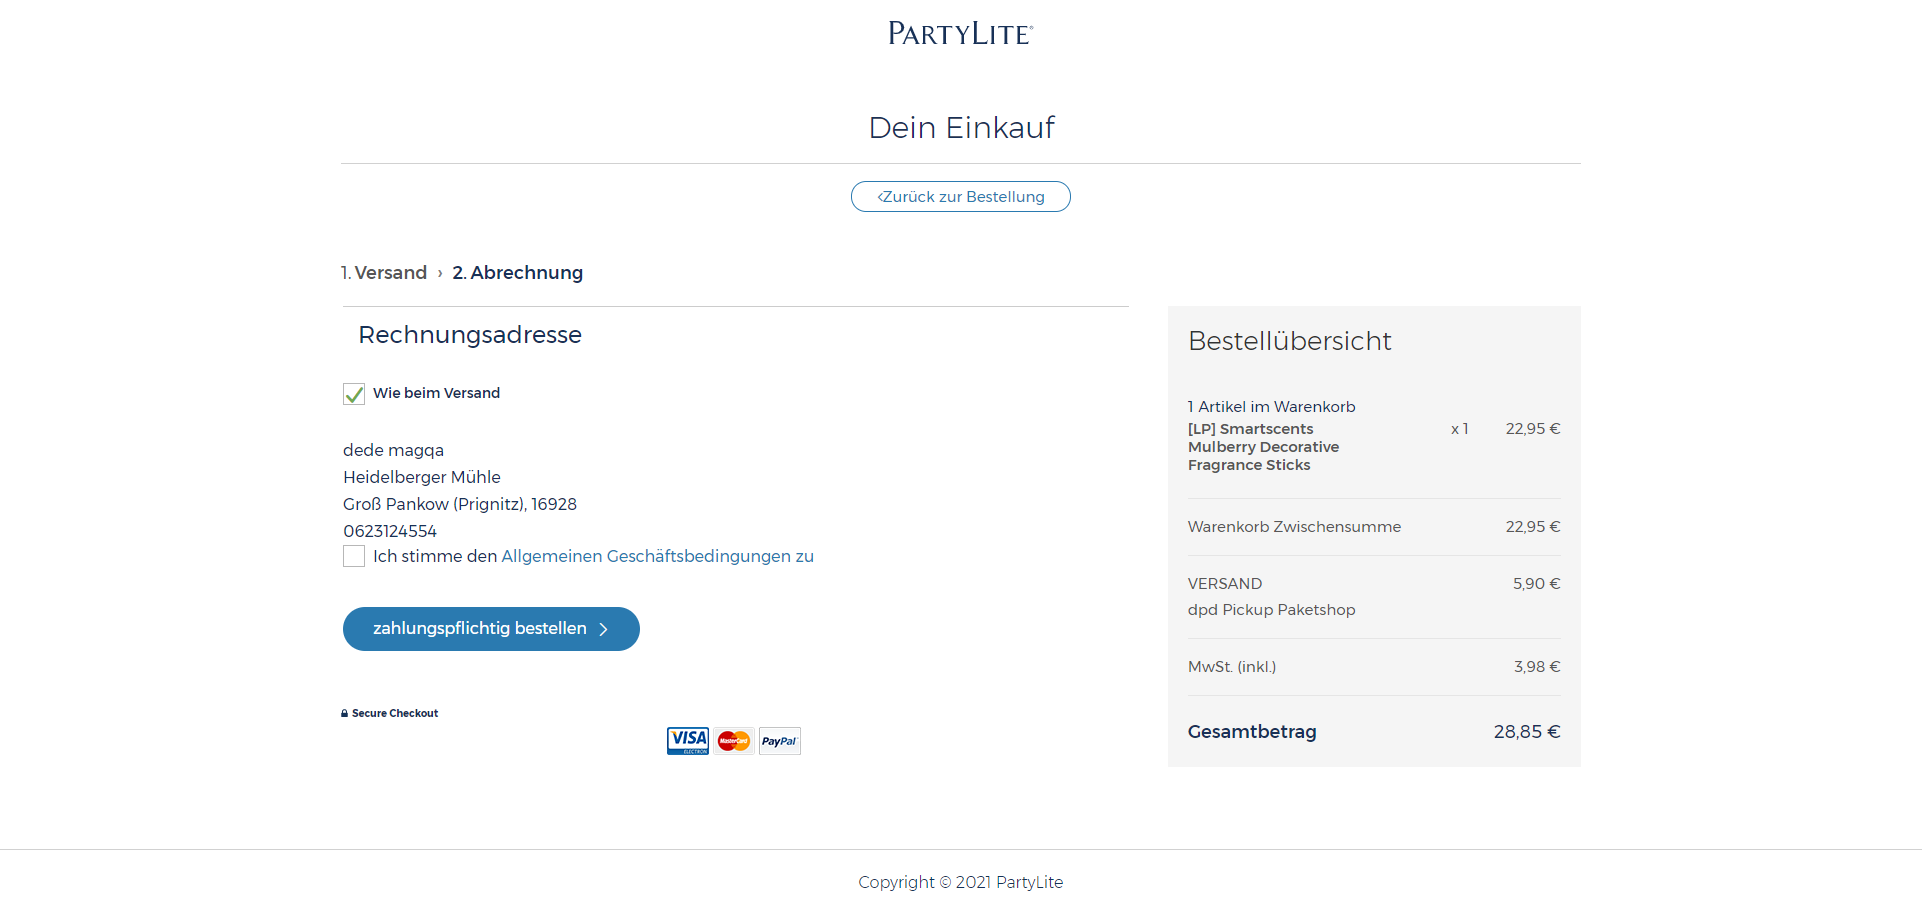 PARTYLITE®
Dein Einkauf
‹Zurück zur Bestellung
1. Versand › 2. Abrechnung
Rechnungsadresse
Wie beim Versand
dede magqa
Heidelberger Mühle
Groß Pankow (Prignitz), 16928
0623124554
Ich stimme den Allgemeinen Geschäftsbedingungen zu
zahlungspflichtig bestellen >
Secure Checkout
VISA ELECTRON MasterCard PayPal
Bestellübersicht
1 Artikel im Warenkorb
[LP] Smartscents x 1 22,95 €
Mulberry Decorative
Fragrance Sticks
Warenkorb Zwischensumme 22,95 €
VERSAND 5,90 €
dpd Pickup Paketshop
MwSt. (inkl.) 3,98 €
Gesamtbetrag 28,85 €
Copyright © 2021 PartyLite